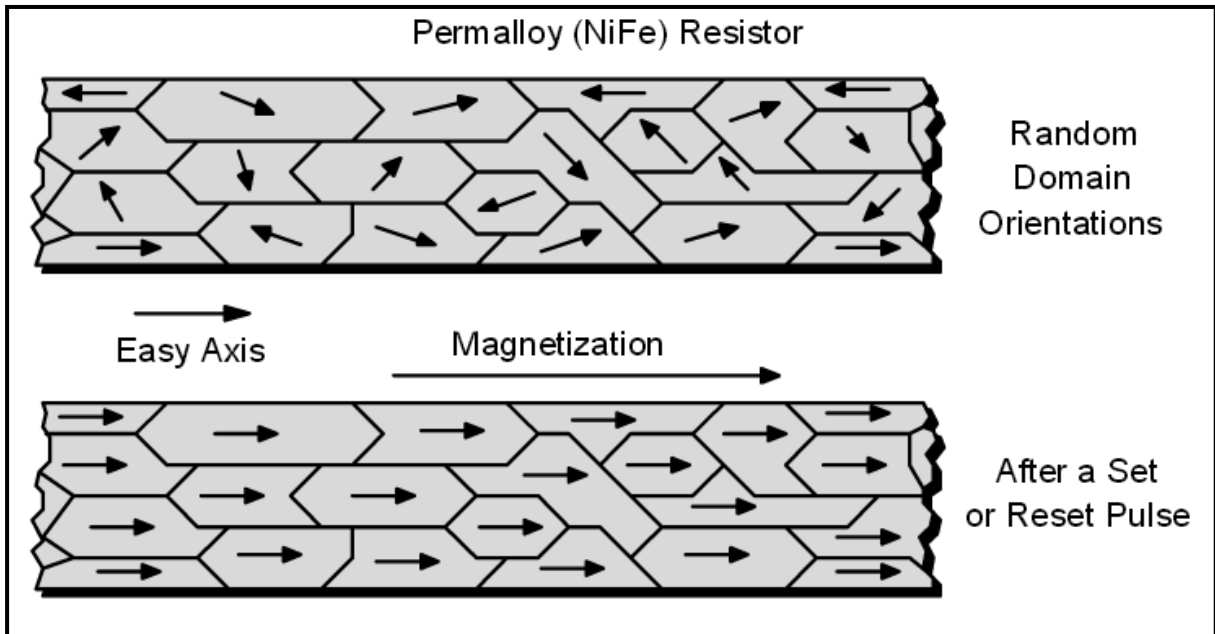 Permalloy (NiFe) Resistor
Random
Domain
Orientations
Easy Axis
Magnetization
After a Set
or Reset Pulse